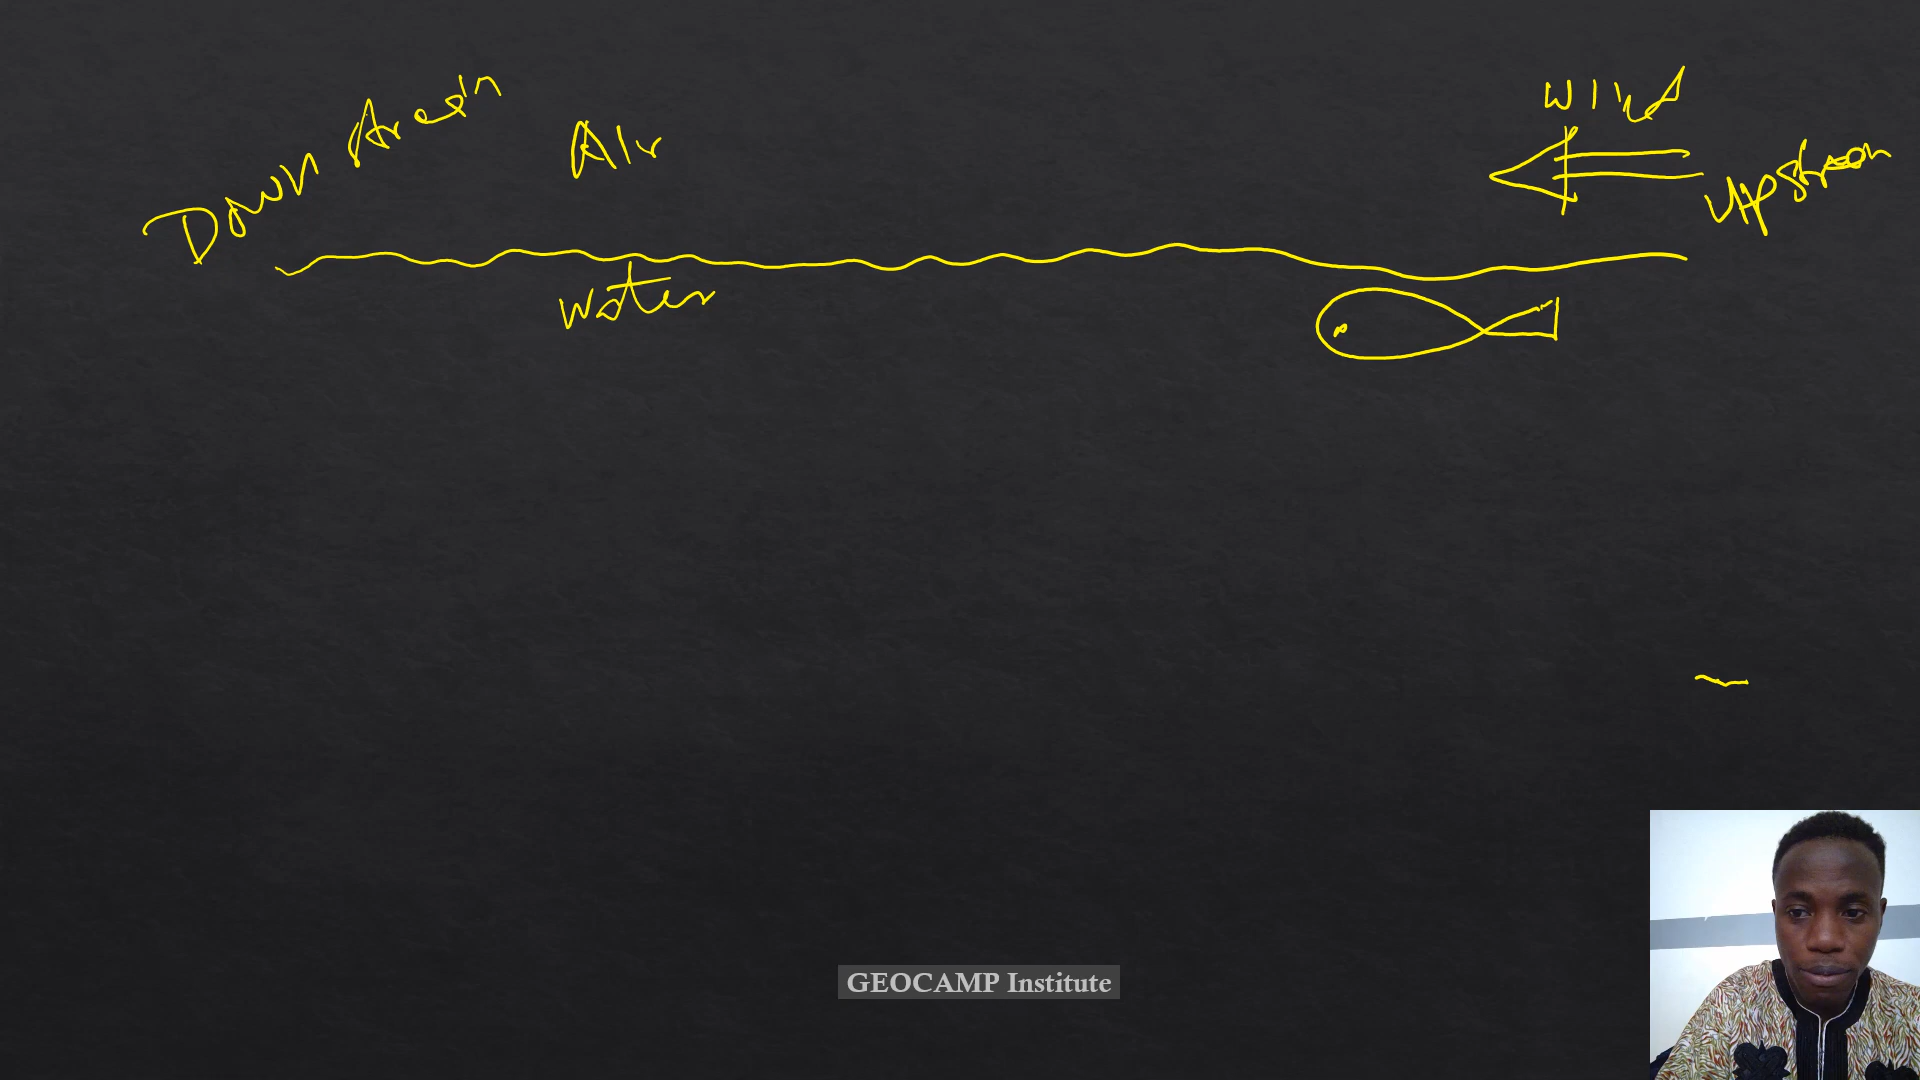 Down stream
Air
Wind
Upstream
Water
GEOCAMP Institute